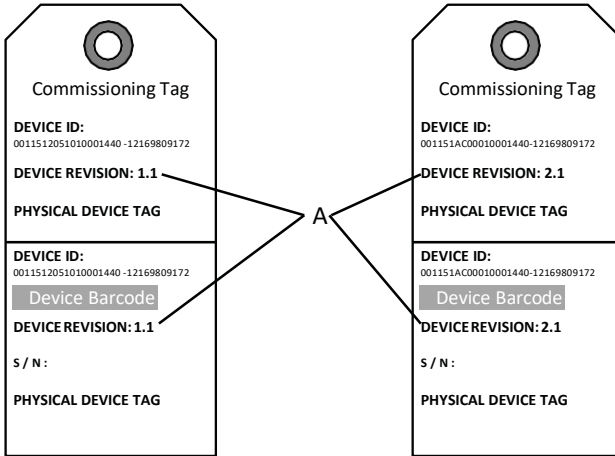 Commissioning Tag
DEVICE ID:
0011512051010001440 -12169809172
DEVICE REVISION: 1.1
PHYSICAL DEVICE TAG
DEVICE ID:
0011512051010001440 -12169809172
Device Barcode
DEVICE REVISION: 1.1
S / N :
PHYSICAL DEVICE TAG
A
Commissioning Tag
DEVICE ID:
001151AC00010001440-12169809172
DEVICE REVISION: 2.1
PHYSICAL DEVICE TAG
DEVICE ID:
001151AC00010001440-12169809172
Device Barcode
DEVICE REVISION: 2.1
S / N :
PHYSICAL DEVICE TAG